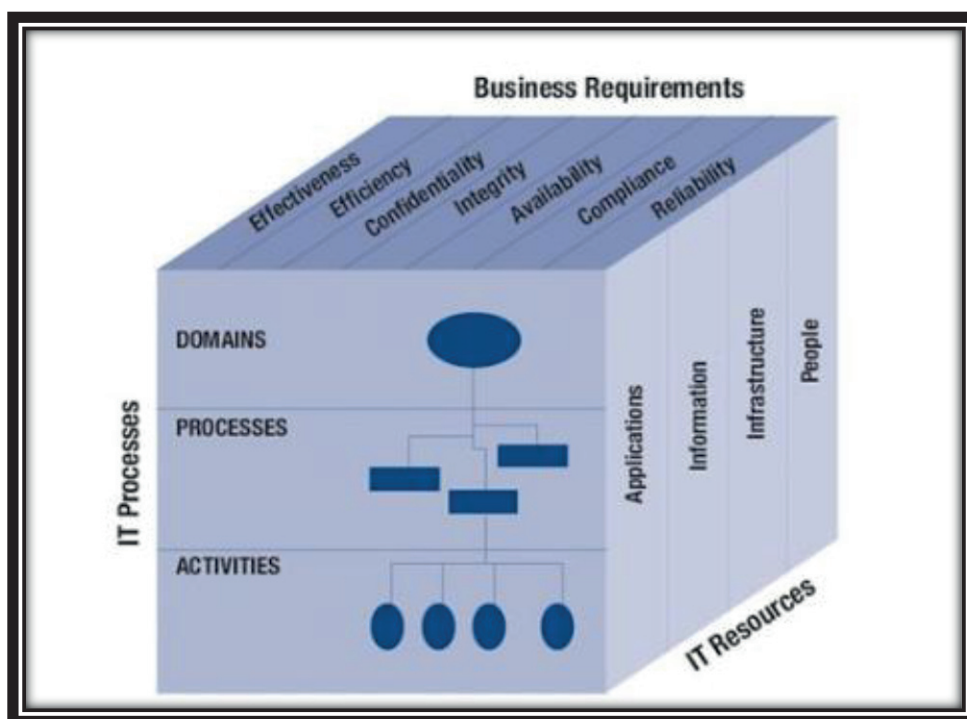 Business Requirements
Effectiveness
Efficiency
Confidentiality
Integrity
Availability
Compliance
Reliability
DOMAINS
PROCESSES
ACTIVITIES
IT Processes
Applications
Information
Infrastructure
People
IT Resources